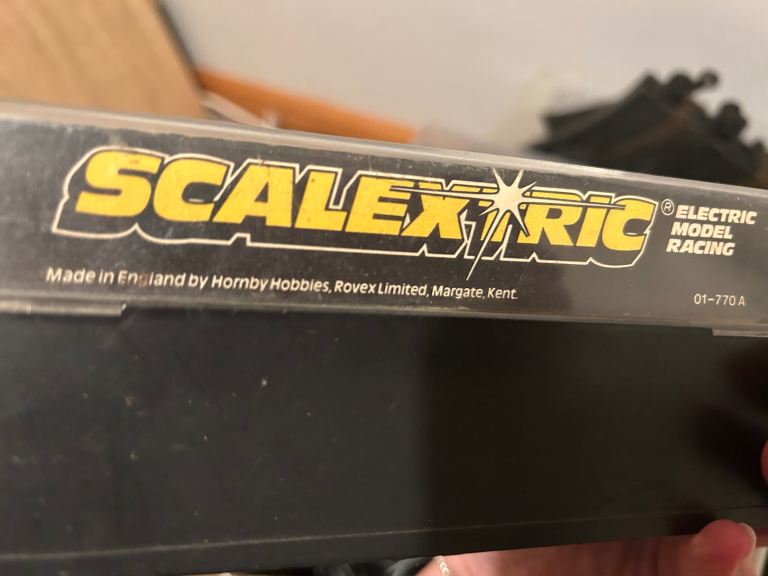 SCALEXTRIC® ELECTRIC
MODEL
RACING
Made in England by Hornby Hobbies, Rovex Limited, Margate, Kent.
01-770 A